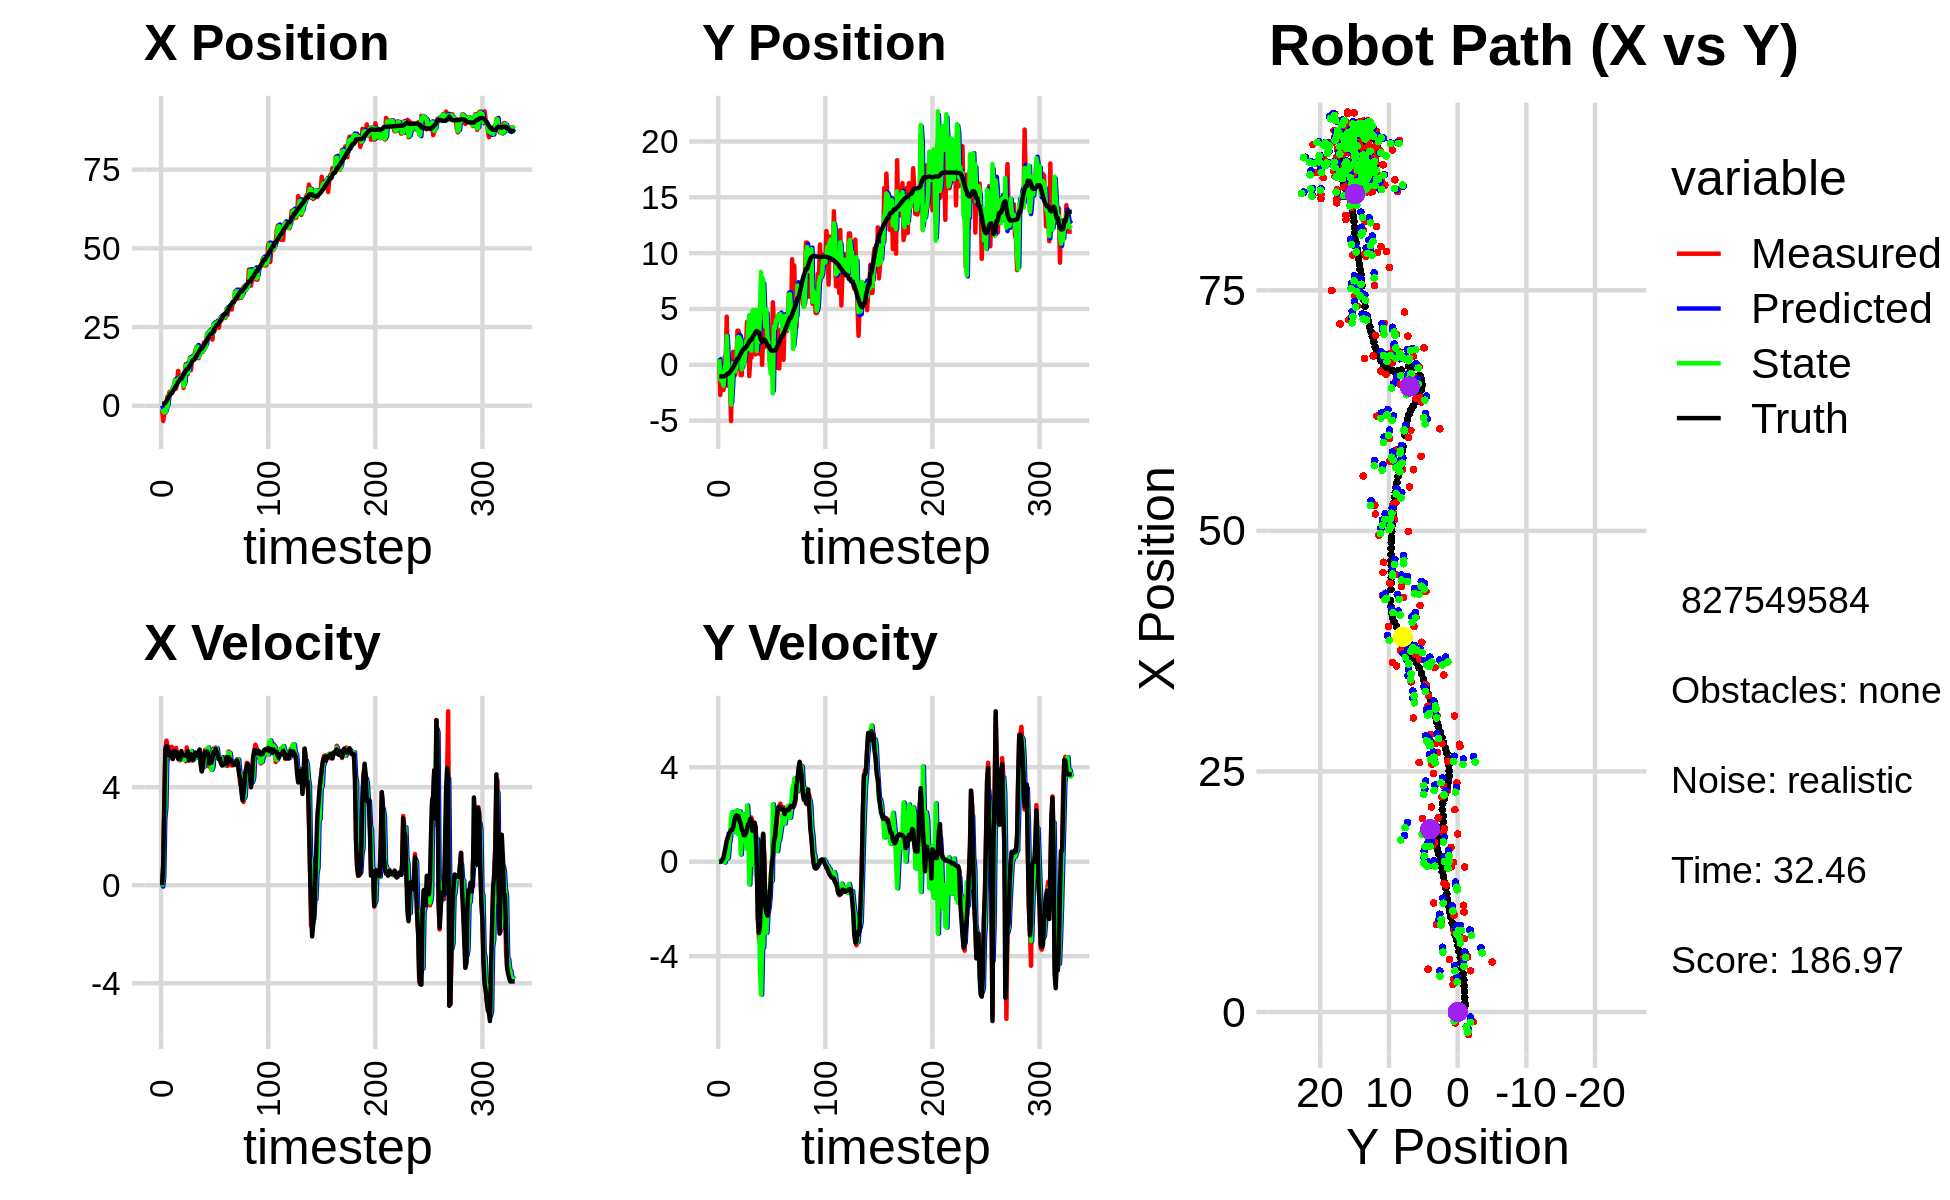 X Position
75
50
25
0
0
100
200
300
timestep
Y Position
20
15
10
5
0
-5
0
100
200
300
timestep
X Velocity
4
0
-4
0
100
200
300
timestep
Y Velocity
4
0
-4
0
100
200
300
timestep
Robot Path (X vs Y)
X Position
75
50
25
0
20 10 0 -10 -20
Y Position
variable
Measured
Predicted
State
Truth
827549584
Obstacles: none
Noise: realistic
Time: 32.46
Score: 186.97